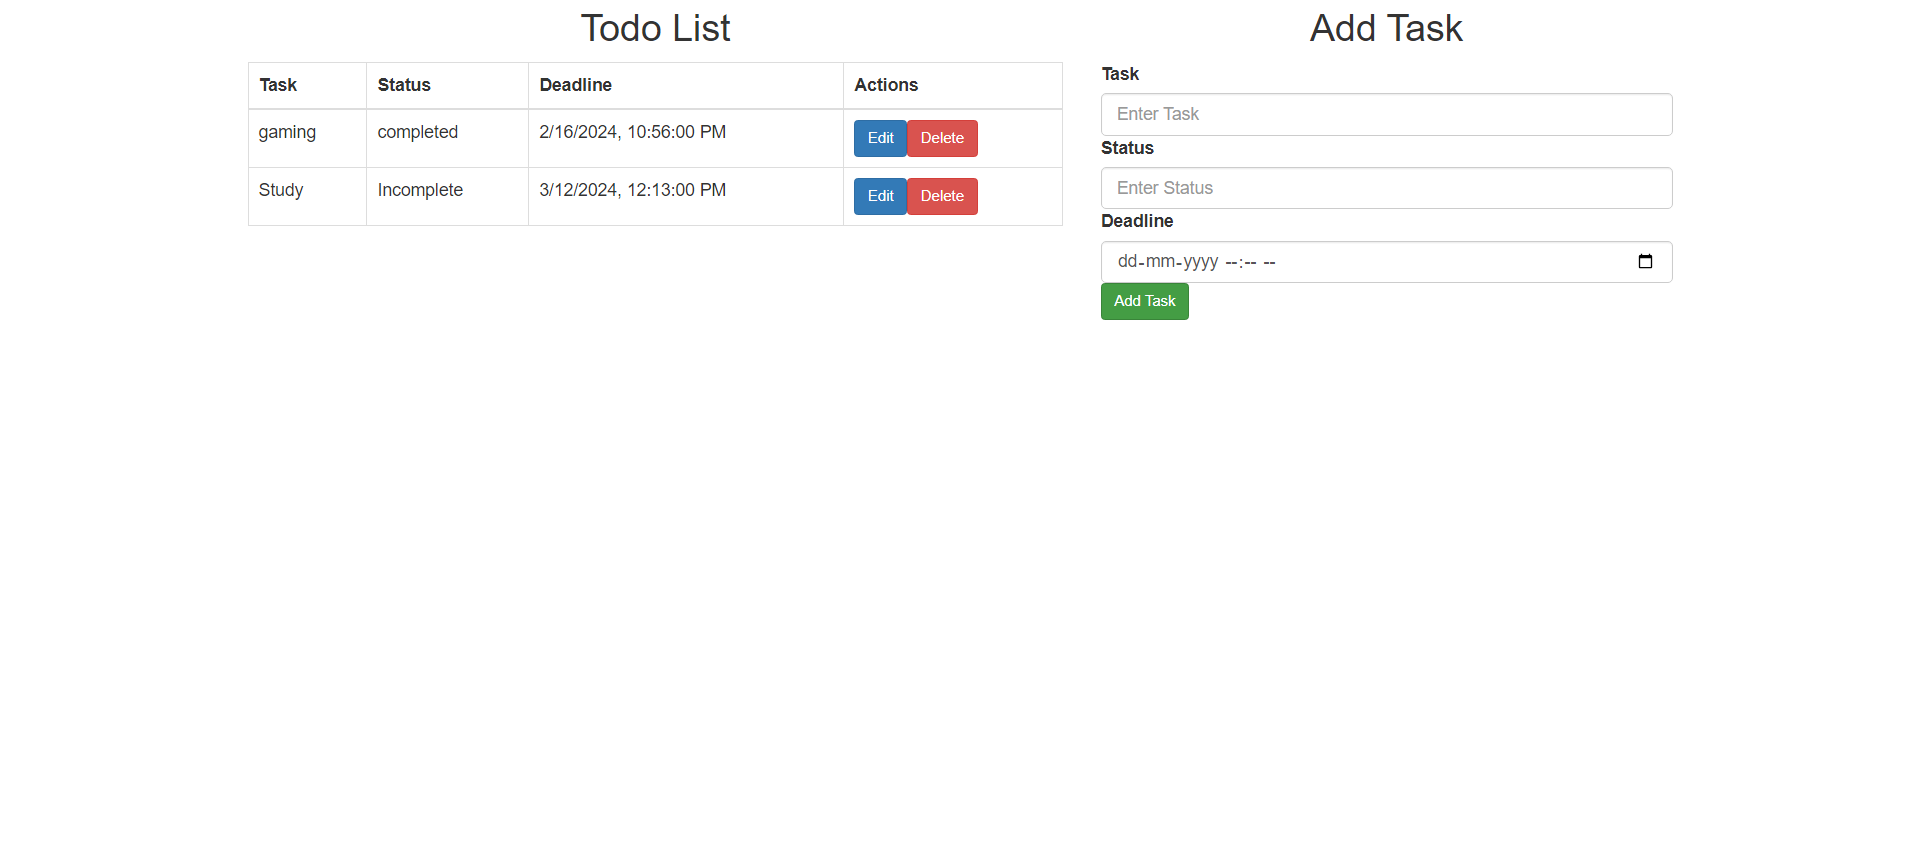 Todo List
Task Status Deadline Actions
gaming completed 2/16/2024, 10:56:00 PM Edit Delete
Study Incomplete 3/12/2024, 12:13:00 PM Edit Delete
Add Task
Task
Enter Task
Status
Enter Status
Deadline
dd-mm-yyyy --:-- --
Add Task